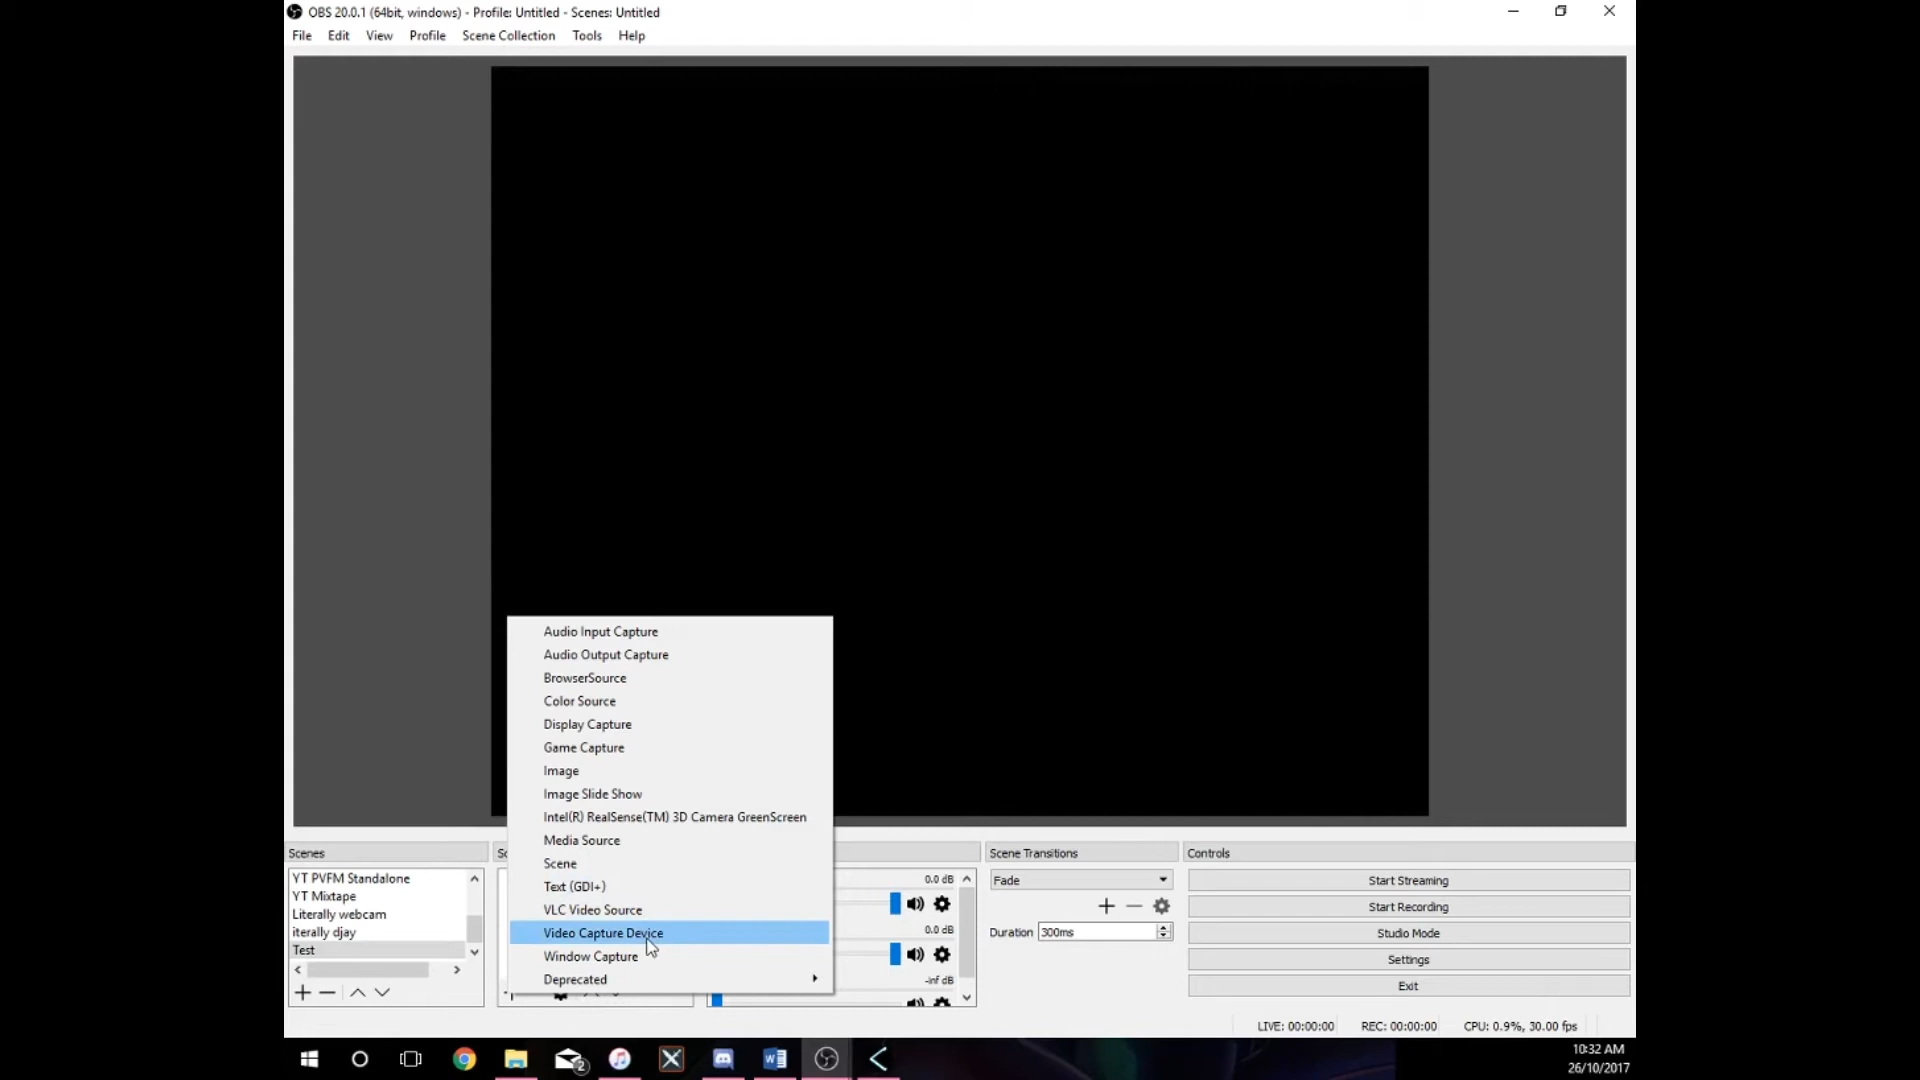 OBS 20.0.1 (64bit, windows) - Profile: Untitled - Scenes: Untitled
File Edit View Profile Scene Collection Tools Help
Audio Input Capture
Audio Output Capture
BrowserSource
Color Source
Display Capture
Game Capture
Image
Image Slide Show
Intel(R) RealSense(TM) 3D Camera GreenScreen
Media Source
Scene
Text (GDI+)
VLC Video Source
Video Capture Device
Window Capture
Deprecated
Scenes
YT PVFM Standalone
YT Mixtape
Literally webcam
iterally djay
Test
0.0 dB
0.0 dB
-inf dB
Scene Transitions
Fade
Duration 300ms
Controls
Start Streaming
Start Recording
Studio Mode
Settings
Exit
LIVE: 00:00:00 REC: 00:00:00 CPU: 0.9%, 30.00 fps
2
10:32 AM
26/10/2017